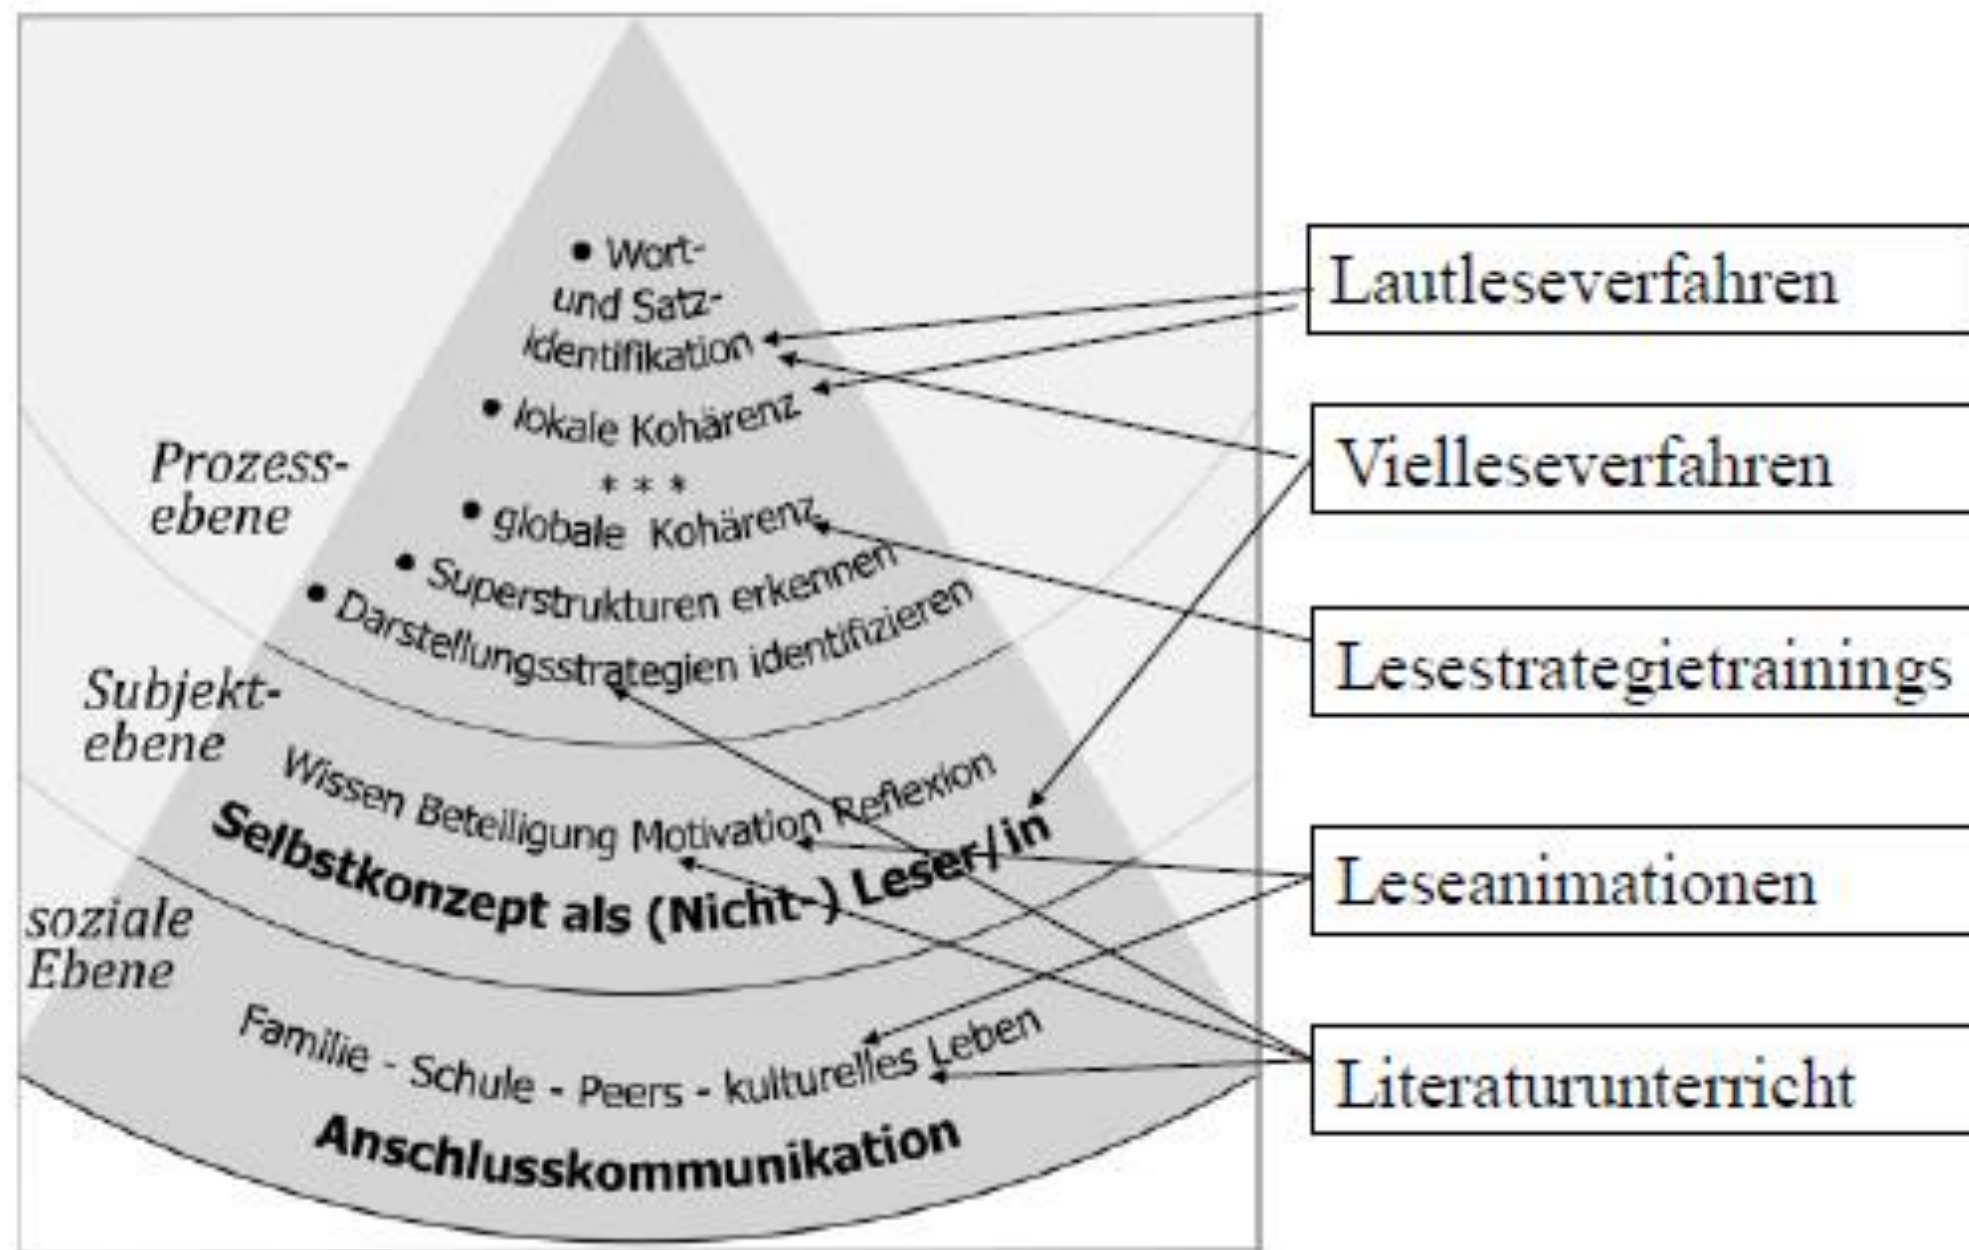 • Wort-
und Satz-
identifikation
• lokale Kohärenz
* * *
• globale Kohärenz
• Superstrukturen erkennen
• Darstellungsstrategien identifizieren
Prozess-
ebene
Subjekt-
ebene
Wissen Beteiligung Motivation Reflexion
Selbstkonzept als (Nicht-) Leser/in
soziale
Ebene
Familie - Schule - Peers - kulturelles Leben
Anschlusskommunikation
Lautleseverfahren
Vielleseverfahren
Lesestrategietrainings
Leseanimationen
Literaturunterricht